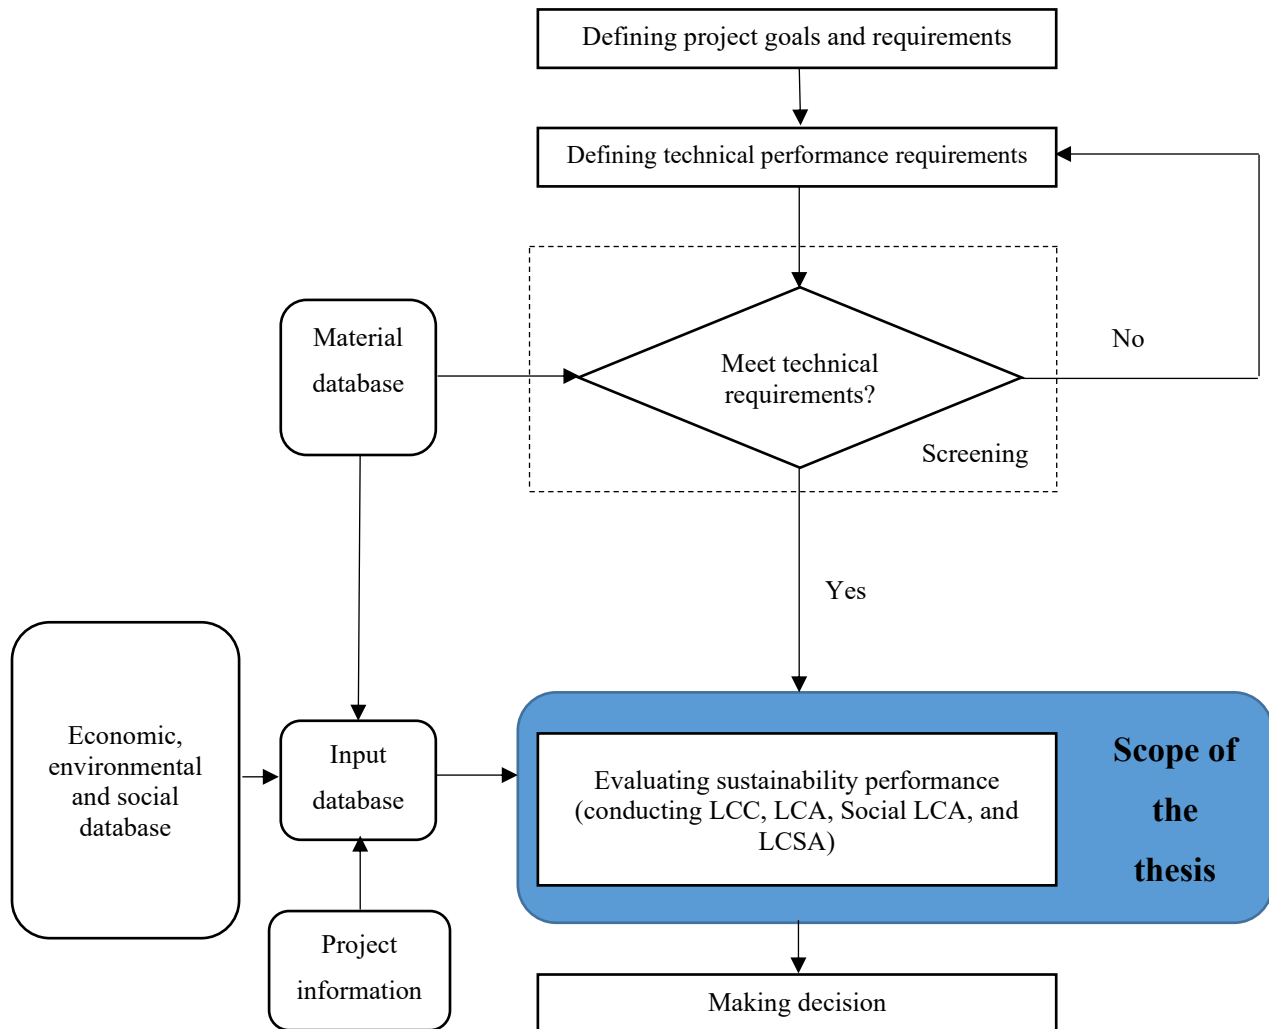 Defining project goals and requirements
Defining technical performance requirements
Material
database
Meet technical
requirements?
No
Screening
Yes
Economic,
environmental
and social
database
Input
database
Evaluating sustainability performance
(conducting LCC, LCA, Social LCA, and
LCSA)
Scope of
the
thesis
Project
information
Making decision